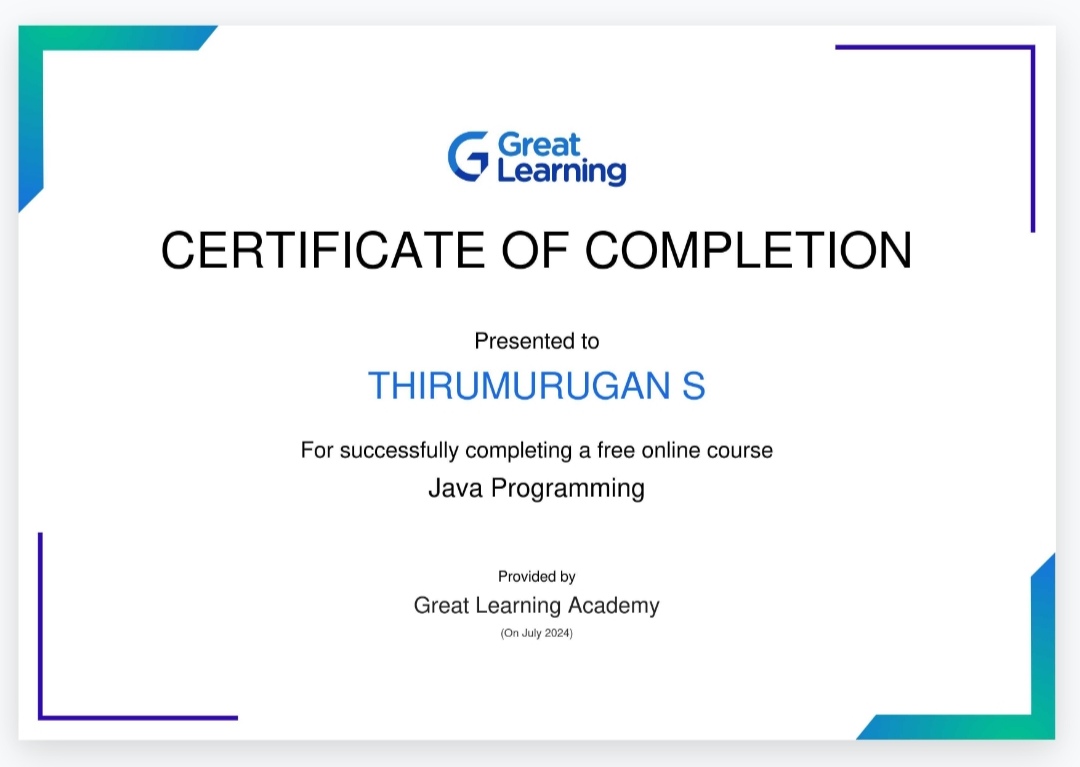 Great
Learning
CERTIFICATE OF COMPLETION
Presented to
THIRUMURUGAN S
For successfully completing a free online course
Java Programming
Provided by
Great Learning Academy
(On July 2024)